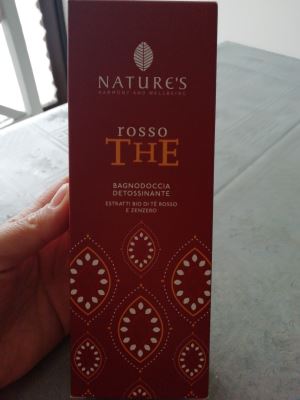 NATURE'S
HARMONY AND WELLBEING
ROSSO
THE
BAGNODOCCIA
DETOSSINANTE
ESTRATTI BIO DI TÈ ROSSO
E ZENZERO